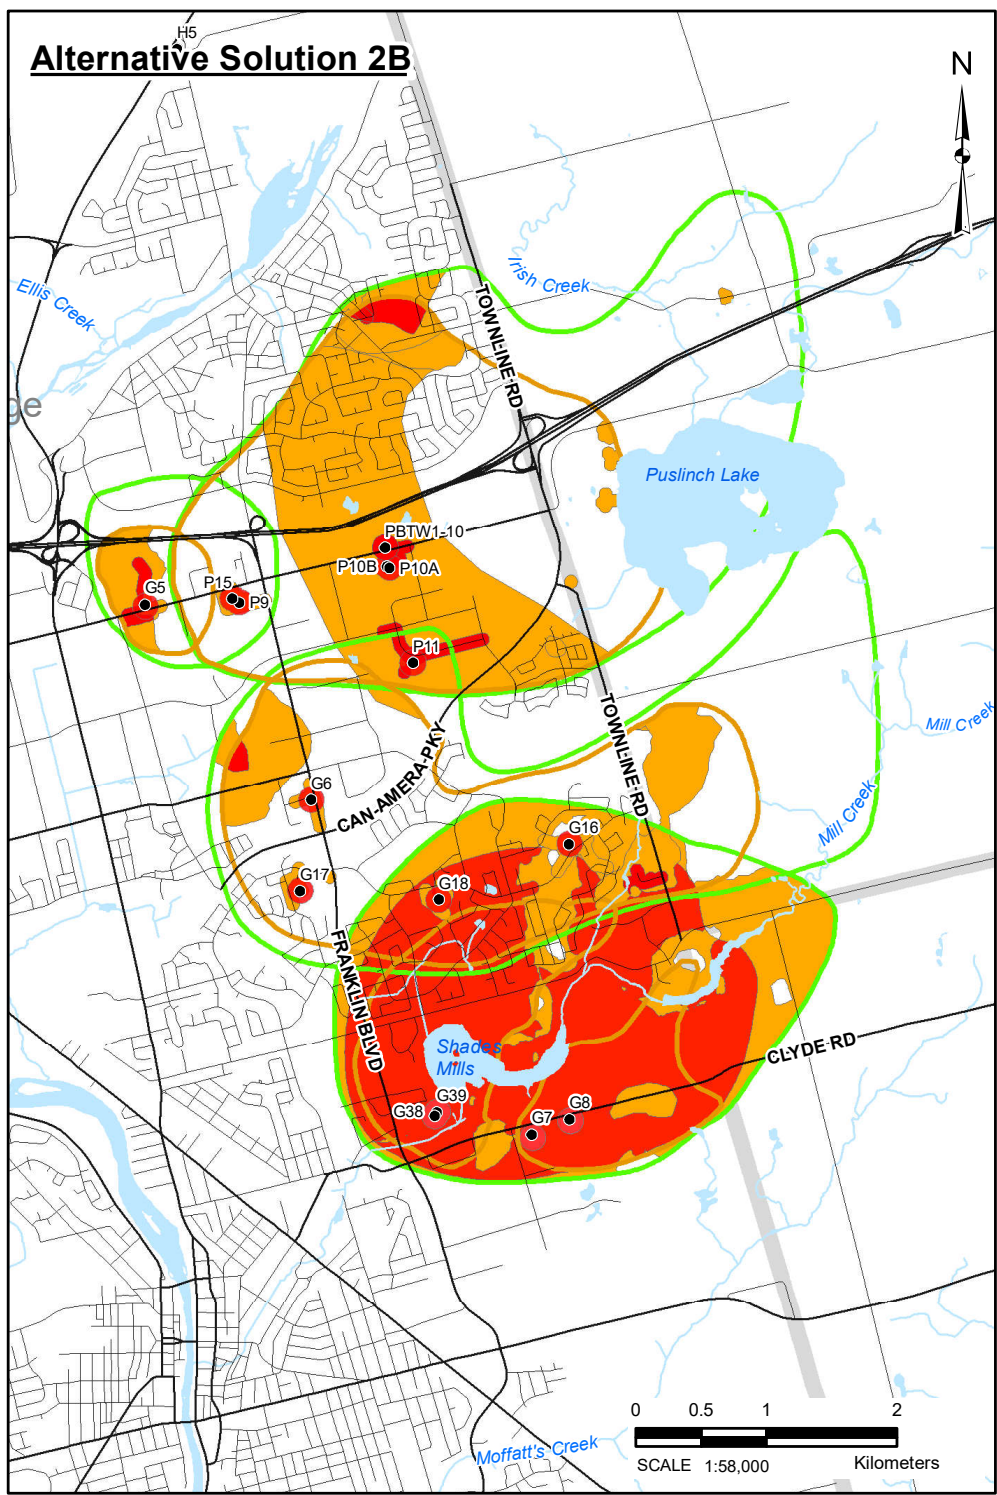 H5
Alternative Solution 2B
N
Irish Creek
Ellis Creek
TOWNLINE RD
ge
Puslinch Lake
PBTW1-10
P10B
P10A
P15
G5
P9
P11
Mill Creek
TOWNLINE RD
CAN-AMERA-PKY
G6
Mill Creek
G16
G17
G18
FRANKLIN BLVD
Shades
Mills
CLYDE RD
G39
G38
G8
G7
0 0.5 1 2
SCALE 1:58,000 Kilometers
Moffatt's Creek